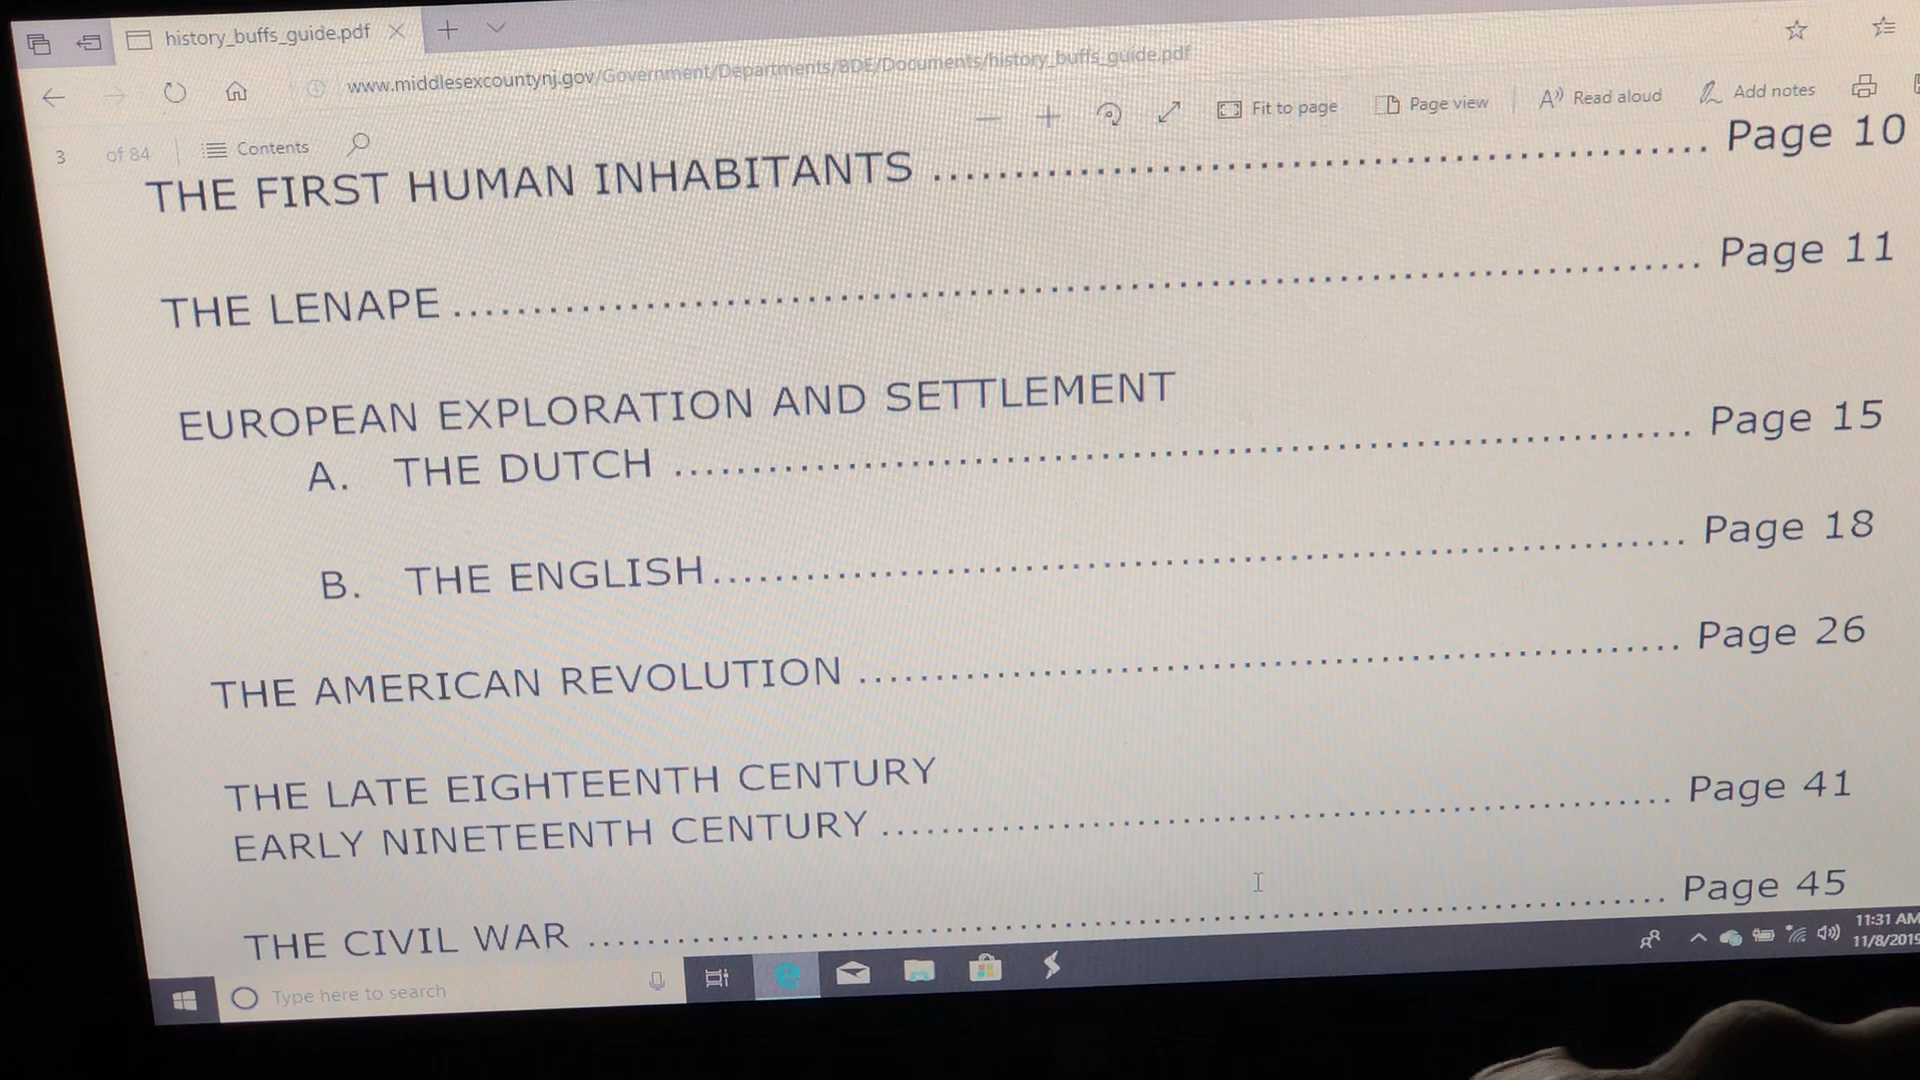 history_buffs_guide.pdf
www.middlesexcountynj.gov/Government/Departments/BDE/Documents/history_buffs_guide.pdf
3 of 84 Contents
Fit to page Page view Read aloud Add notes
THE FIRST HUMAN INHABITANTS ........................................ Page 10
THE LENAPE ........................................ Page 11
EUROPEAN EXPLORATION AND SETTLEMENT
A. THE DUTCH ........................................ Page 15
B. THE ENGLISH ........................................ Page 18
THE AMERICAN REVOLUTION ........................................ Page 26
THE LATE EIGHTEENTH CENTURY
EARLY NINETEENTH CENTURY ........................................ Page 41
THE CIVIL WAR ........................................ Page 45
Type here to search
11:31 AM
11/8/2019